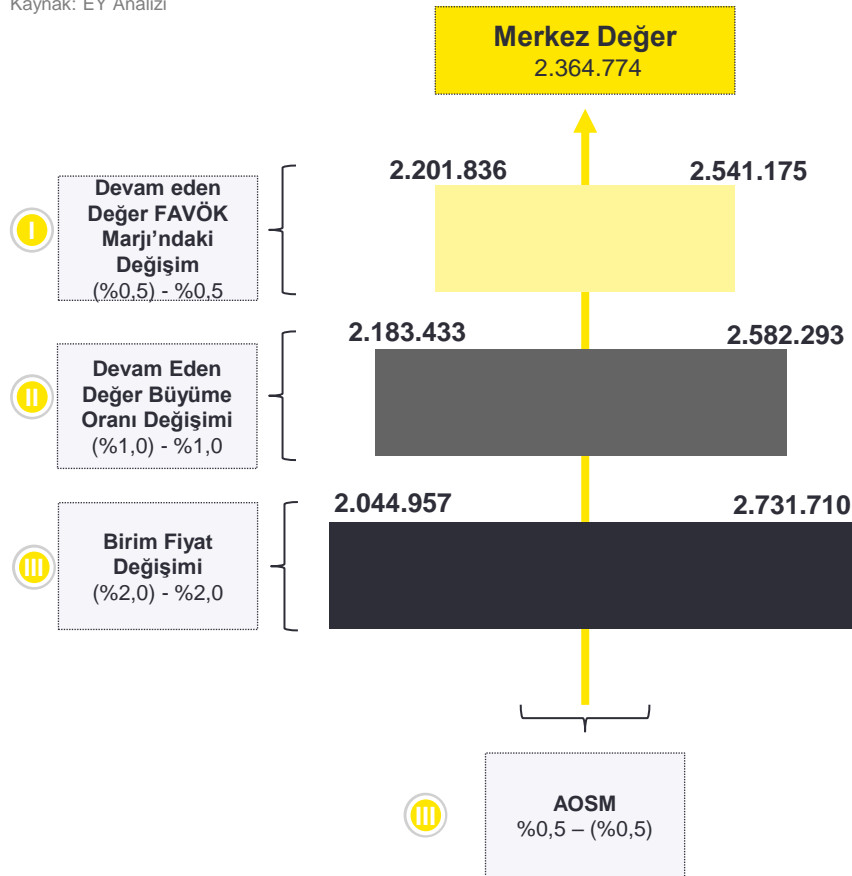 Kaynak: EY Analizi
Merkez Değer
2.364.774
I
Devam eden
Değer FAVÖK
Marjı’ndaki
Değişim
(%0,5) - %0,5
2.201.836
2.541.175
II
Devam Eden
Değer Büyüme
Oranı Değişimi
(%1,0) - %1,0
2.183.433
2.582.293
III
Birim Fiyat
Değişimi
(%2,0) - %2,0
2.044.957
2.731.710
III
AOSM
%0,5 – (%0,5)